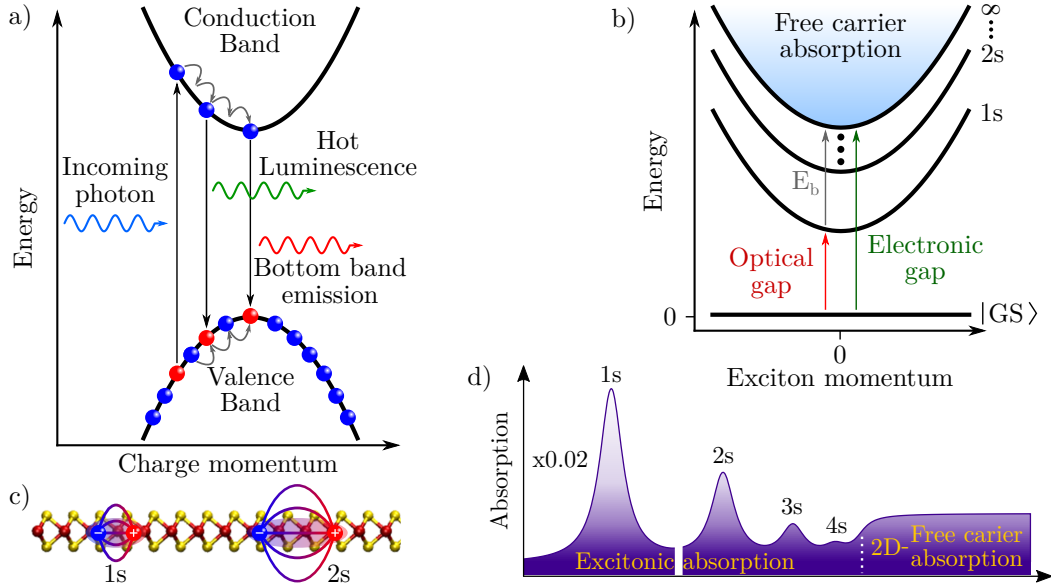 a)
Conduction
Band
Energy
Incoming
photon
Hot
Luminescence
Bottom band
emission
Valence
Band
Charge momentum
b)
Free carrier
absorption
∞
2s
1s
Energy
E_b
Optical
gap
Electronic
gap
0
|GS⟩
0
Exciton momentum
c)
−
+
−
+
1s
2s
d)
Absorption
x0.02
1s
2s
3s
4s
Excitonic absorption
2D-Free carrier
absorption